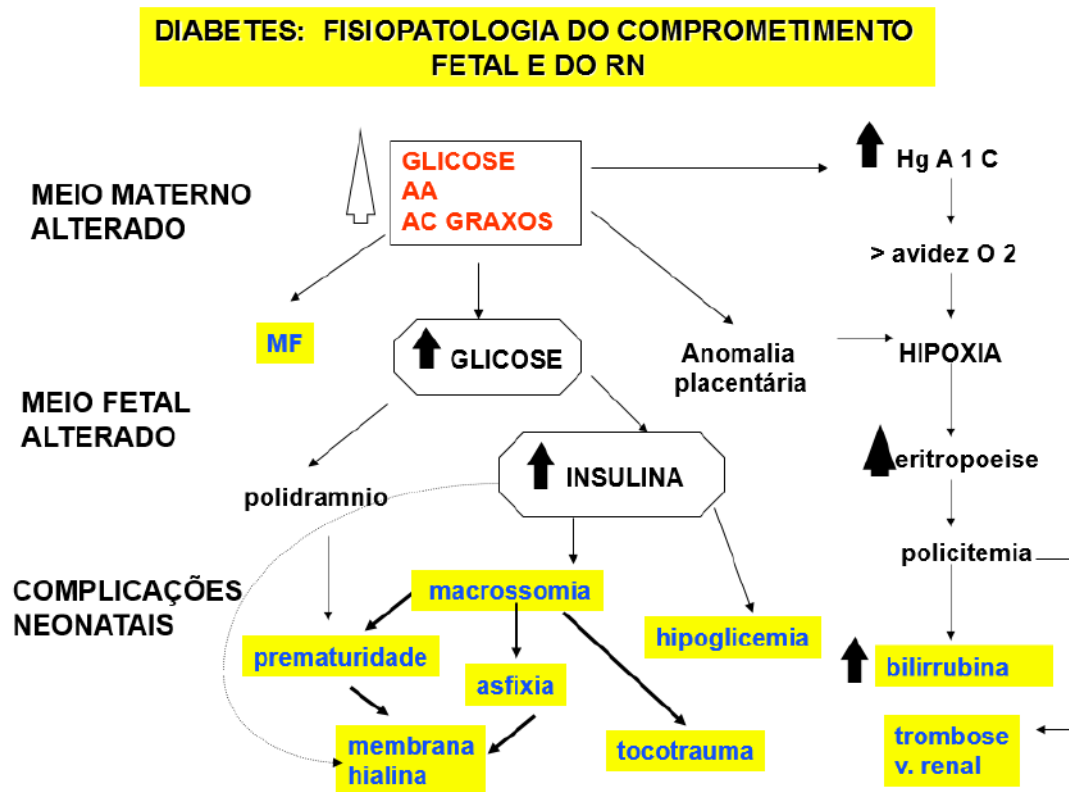 DIABETES: FISIOPATOLOGIA DO COMPROMETIMENTO
FETAL E DO RN
MEIO MATERNO
ALTERADO
GLICOSE
AA
AC GRAXOS
Hg A 1 C
> avidez O 2
MF
GLICOSE
Anomalia
placentária
HIPOXIA
MEIO FETAL
ALTERADO
polidramnio
INSULINA
eritropoeise
policitemia
COMPLICAÇÕES
NEONATAIS
macrossomia
prematuridade
asfixia
hipoglicemia
bilirrubina
membrana
hialina
tocotrauma
trombose
v. renal